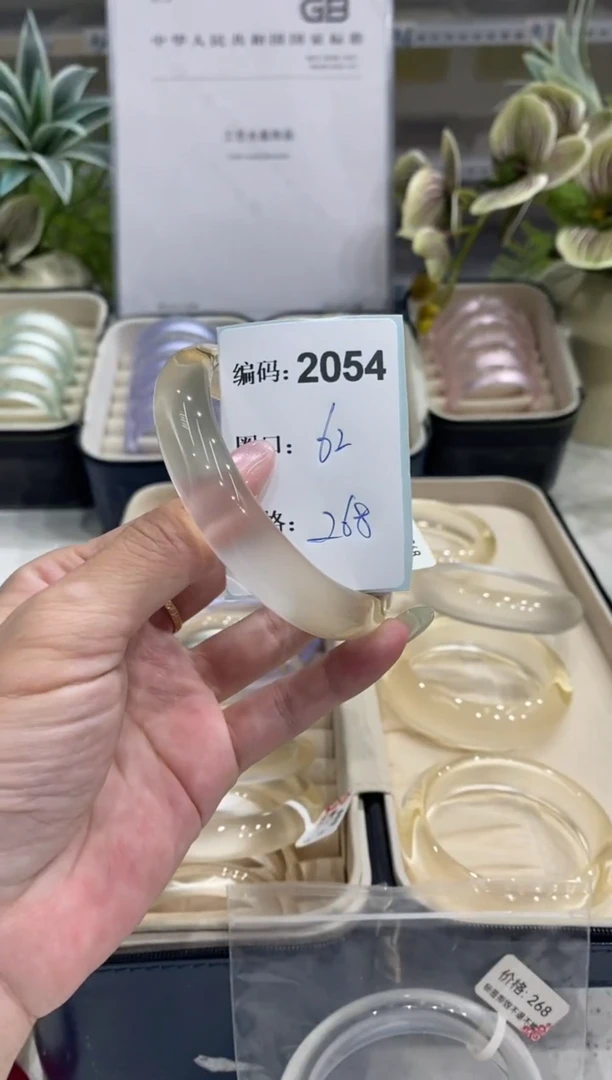 GB
中华人民共和国国家标准
编码: 2054
圈口: 62
格: 268
价格: 268